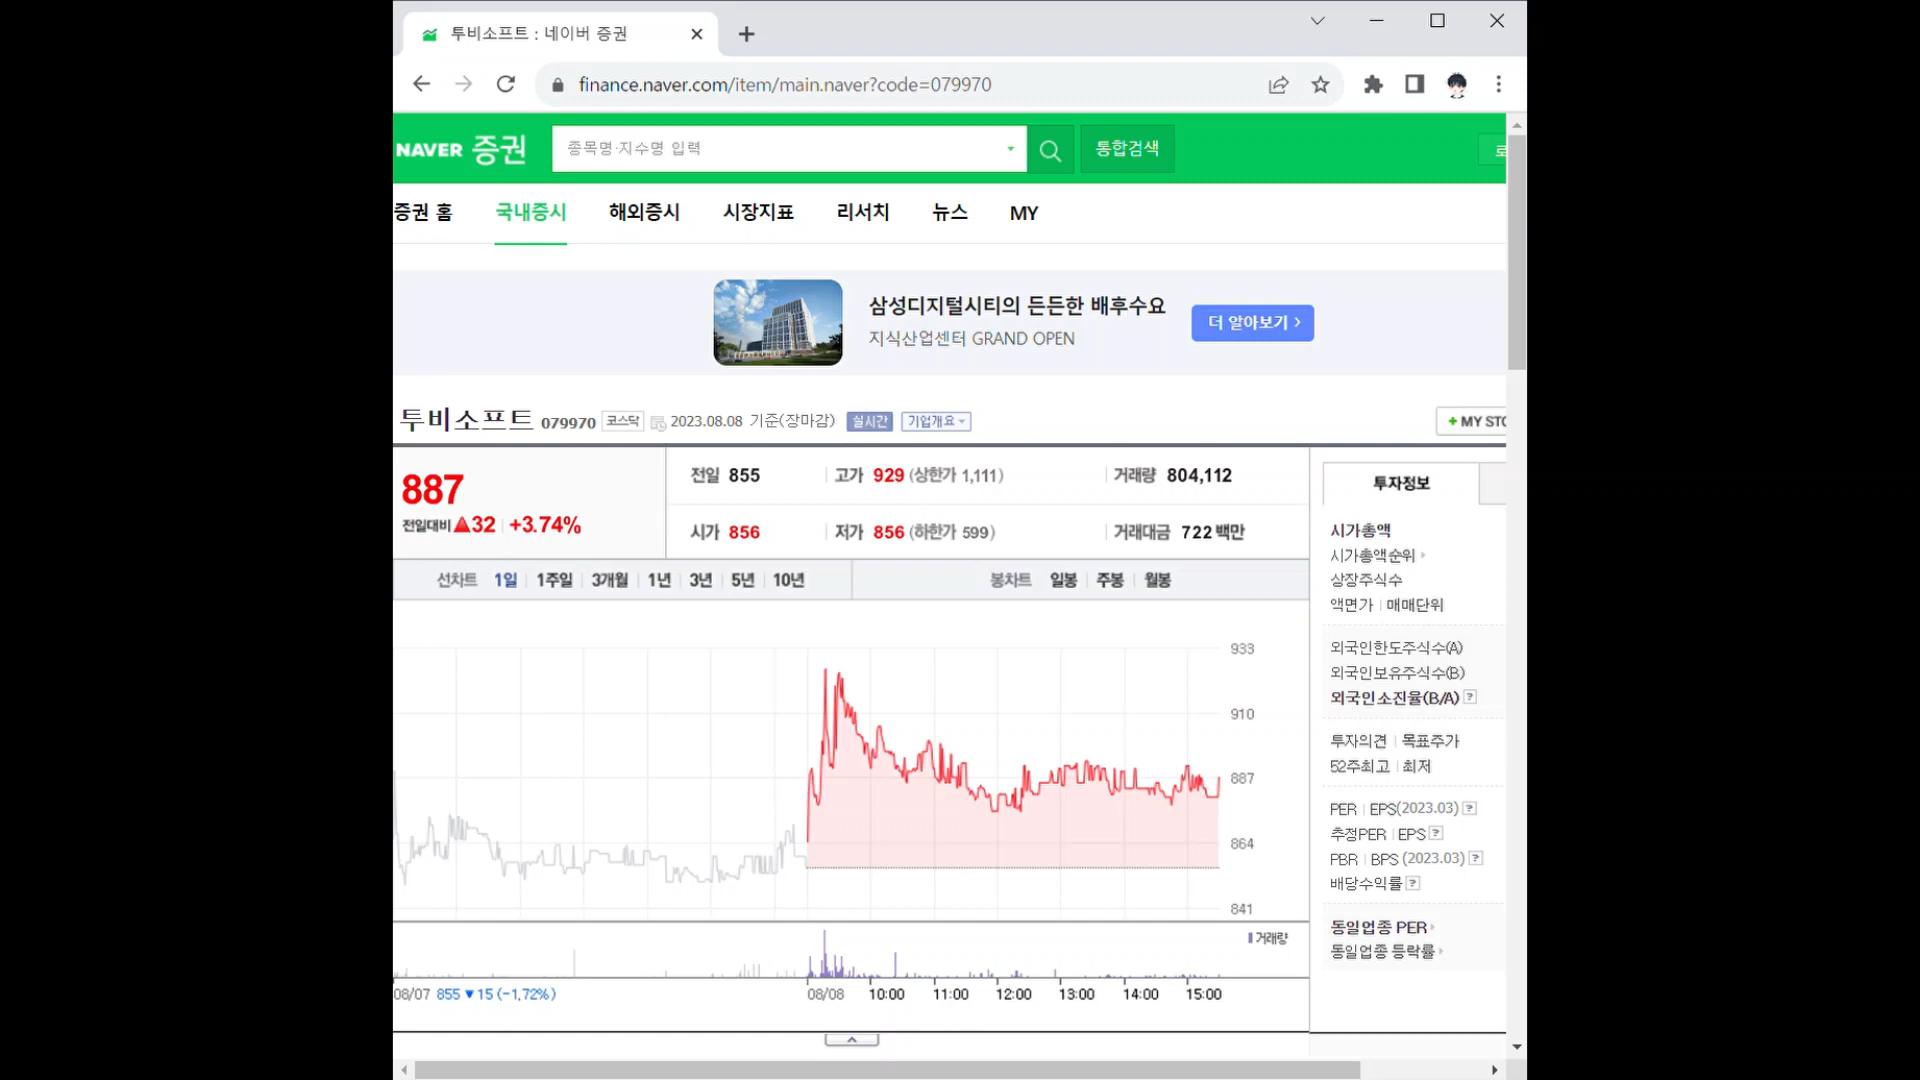 투비소프트 : 네이버 증권
finance.naver.com/item/main.naver?code=079970
NAVER 증권 종목명·지수명 입력 통합검색 로
증권 홈 국내증시 해외증시 시장지표 리서치 뉴스 MY
삼성디지털시티의 든든한 배후수요
지식산업센터 GRAND OPEN
더 알아보기 >
투비소프트 079970 코스닥 2023.08.08 기준(장마감) 실시간 기업개요 + MY STO
887
전일대비 ▲32 +3.74%
전일 855 고가 929 (상한가 1,111) 거래량 804,112
시가 856 저가 856 (하한가 599) 거래대금 722 백만
선차트 1일 1주일 3개월 1년 3년 5년 10년 봉차트 일봉 주봉 월봉
933
910
887
864
841
거래량
08/07 855 ▼ 15 (-1.72%) 08/08 10:00 11:00 12:00 13:00 14:00 15:00
투자정보
시가총액
시가총액순위
상장주식수
액면가 | 매매단위
외국인한도주식수(A)
외국인보유주식수(B)
외국인소진율(B/A) ?
투자의견 | 목표주가
52주최고 | 최저
PER | EPS(2023.03) ?
추정PER | EPS ?
PBR | BPS (2023.03) ?
배당수익률 ?
동일업종 PER
동일업종 등락률